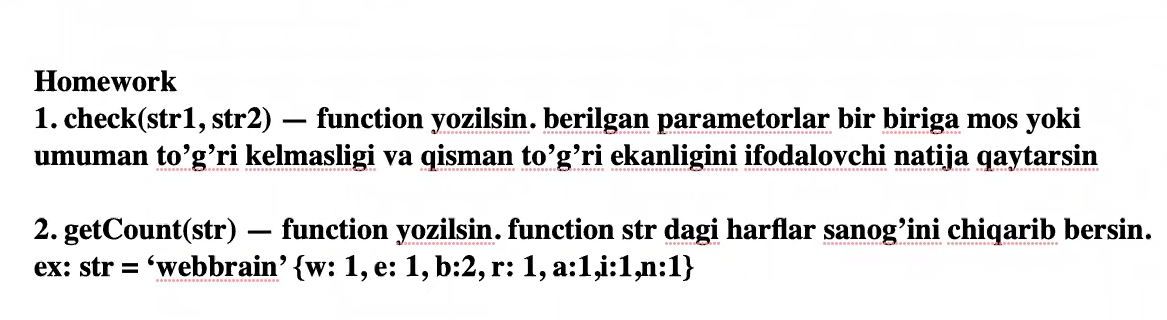 Homework
1. check(str1, str2) — function yozilsin. berilgan parametorlar bir biriga mos yoki
umuman to’g’ri kelmasligi va qisman to’g’ri ekanligini ifodalovchi natija qaytarsin
2. getCount(str) — function yozilsin. function str dagi harflar sanog’ini chiqarib bersin.
ex: str = ‘webbrain’ {w: 1, e: 1, b:2, r: 1, a:1,i:1,n:1}